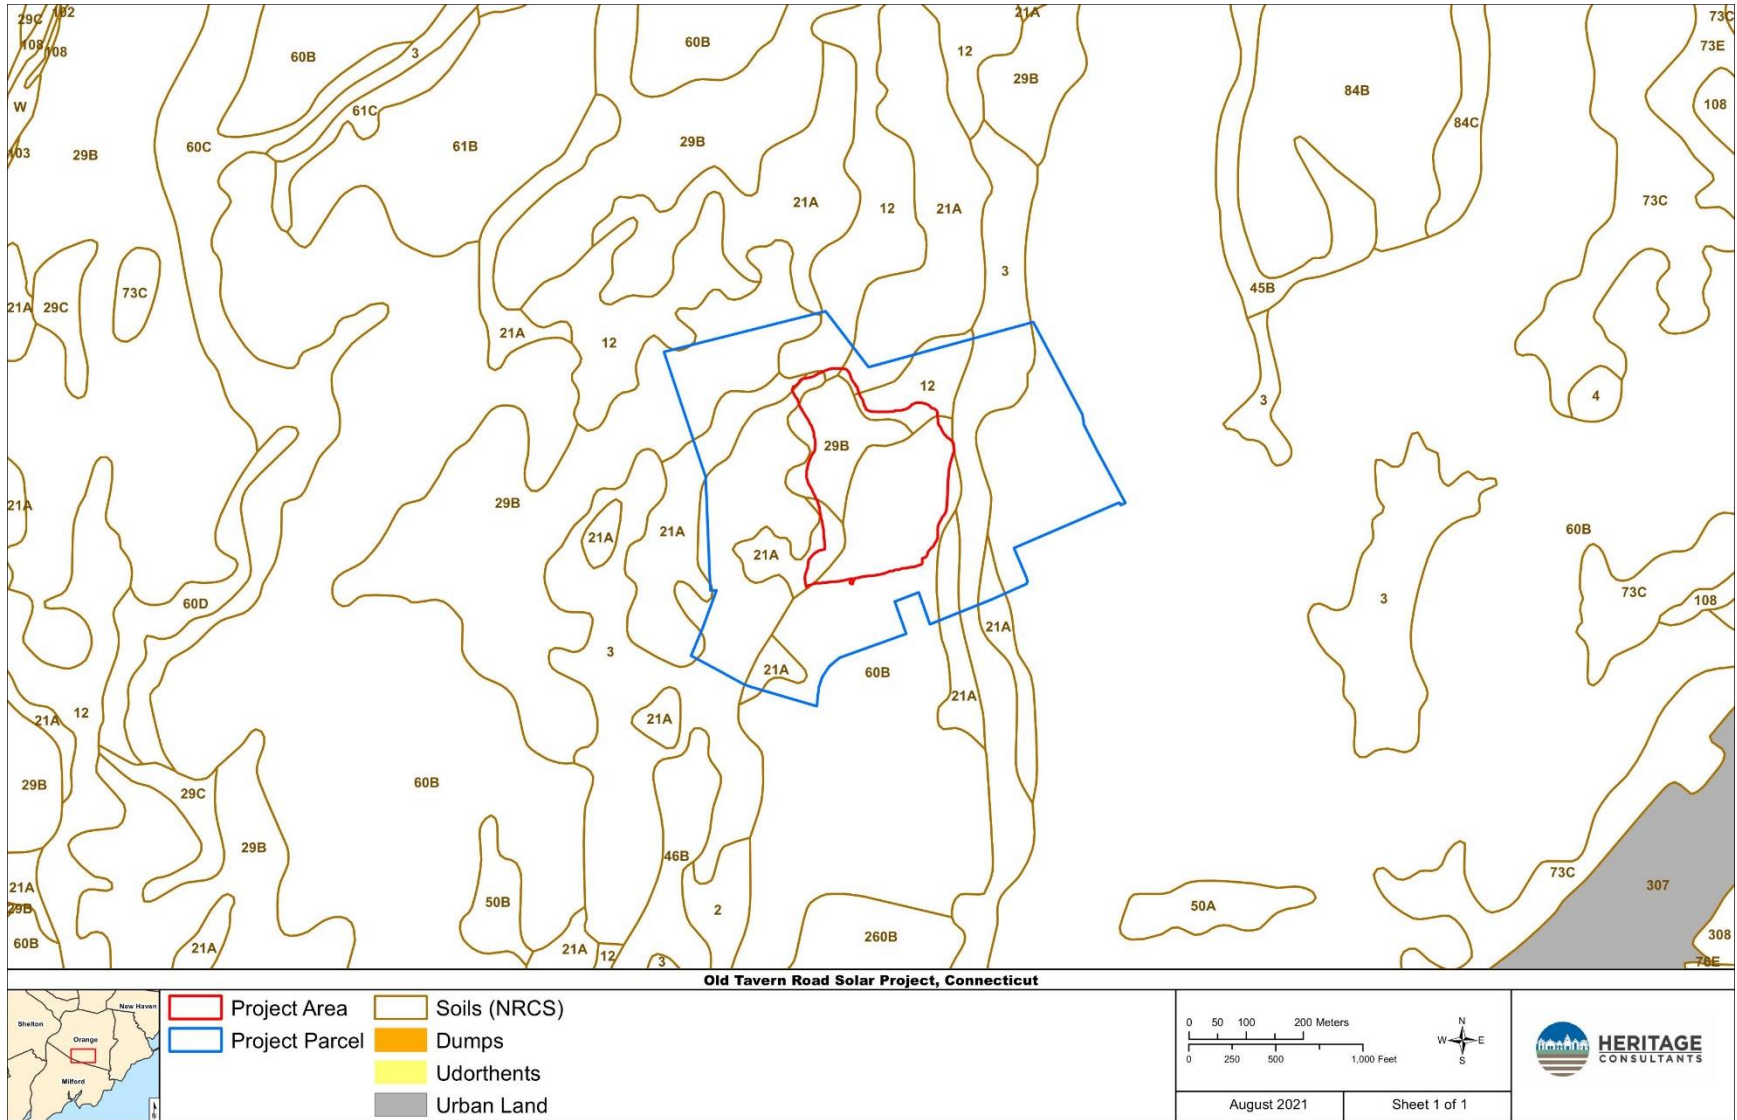 29C
102
60B
3
60B
21A
12
73C
108
108
29B
73E
W
61C
84B
108
84C
103
29B
60C
61B
29B
21A
12
21A
73C
3
45B
21A
29C
73C
21A
12
12
3
4
29B
21A
29B
21A
21A
21A
60B
60D
73C
108
3
21A
3
21A
60B
21A
21A
12
21A
29B
29C
60B
29B
46B
73C
307
21A
29B
50B
2
50A
60B
21A
21A
12
3
260B
308
76E
Old Tavern Road Solar Project, Connecticut
New Haven
Shelton
Orange
Milford
Project Area
Project Parcel
Soils (NRCS)
Dumps
Udorthents
Urban Land
0 50 100 200 Meters
0 250 500 1,000 Feet
N
W E
S
August 2021
Sheet 1 of 1
HERITAGE
CONSULTANTS